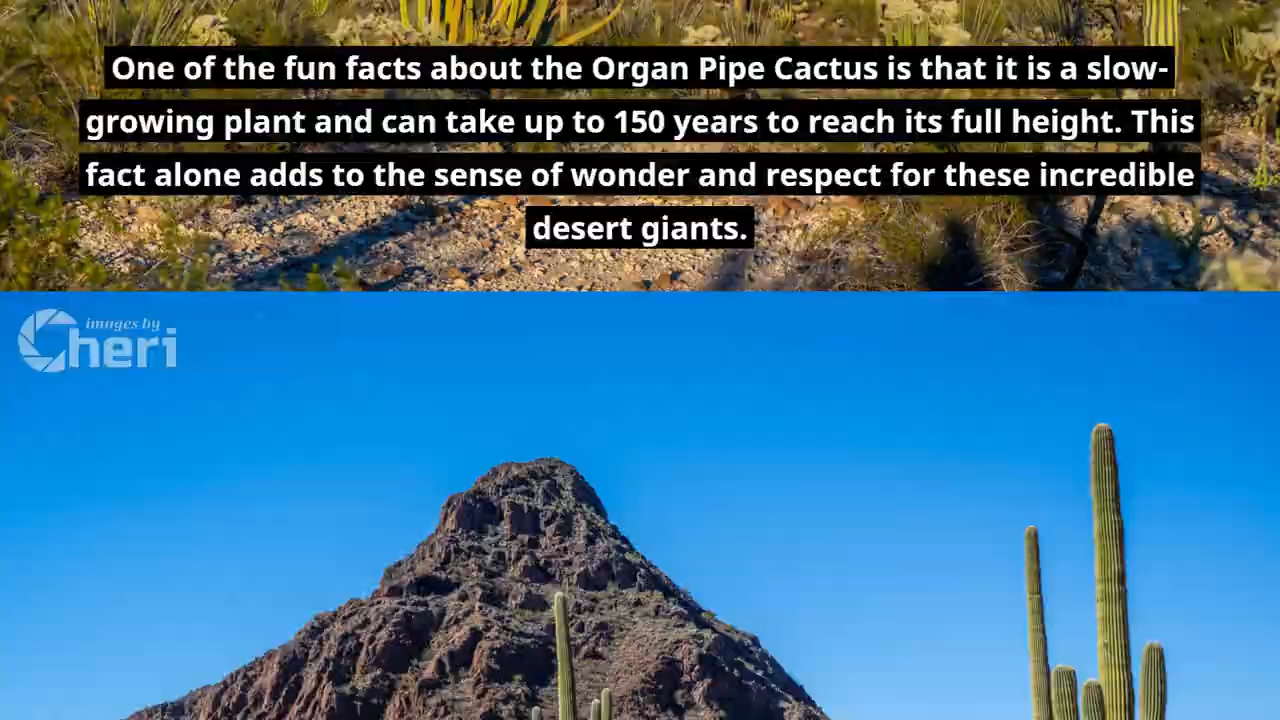 One of the fun facts about the Organ Pipe Cactus is that it is a slow-
growing plant and can take up to 150 years to reach its full height. This
fact alone adds to the sense of wonder and respect for these incredible
desert giants.
images by
Cheri